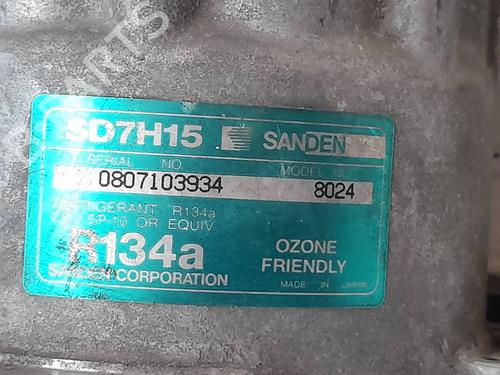 SD7H15 SANDEN
SERIAL NO MODEL NO
0807103934 8024
REFRIGERANT : R134a
SP-10 OR EQUIV
R134a OZONE
FRIENDLY
SANDEN CORPORATION MADE IN JAPAN
PARTS